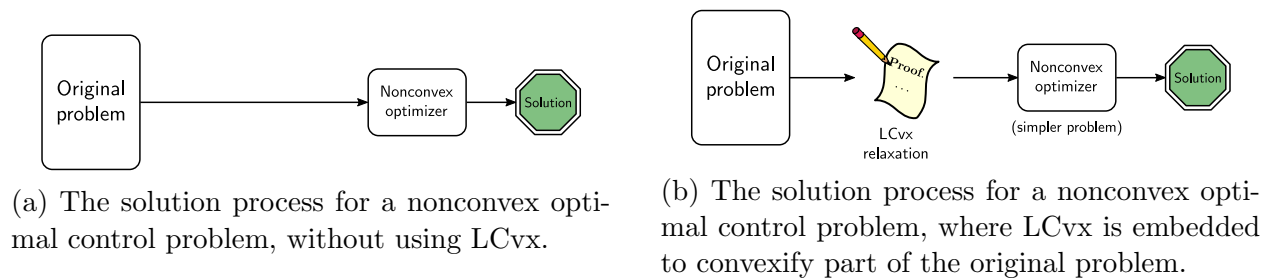 Original
problem
Nonconvex
optimizer
Solution
(a) The solution process for a nonconvex opti-
mal control problem, without using LCvx.
Original
problem
Proof.
...
LCvx
relaxation
Nonconvex
optimizer
(simpler problem)
Solution
(b) The solution process for a nonconvex opti-
mal control problem, where LCvx is embedded
to convexify part of the original problem.